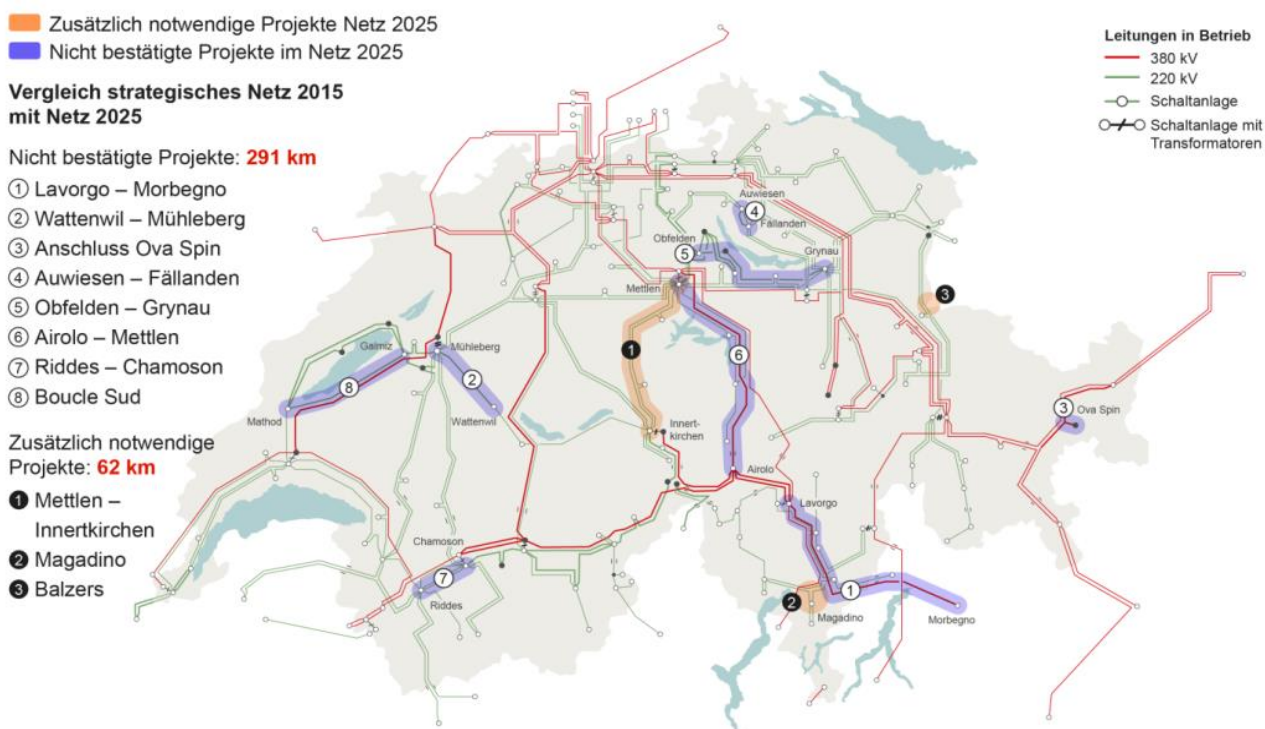 Zusätzlich notwendige Projekte Netz 2025
Nicht bestätigte Projekte im Netz 2025
Vergleich strategisches Netz 2015
mit Netz 2025
Nicht bestätigte Projekte: 291 km
① Lavorgo – Morbegno
② Wattenwil – Mühleberg
③ Anschluss Ova Spin
④ Auwiesen – Fällanden
⑤ Obfelden – Grynau
⑥ Airolo – Mettlen
⑦ Riddes – Chamoson
⑧ Boucle Sud
Zusätzlich notwendige
Projekte: 62 km
❶ Mettlen –
Innertkirchen
❷ Magadino
❸ Balzers
Leitungen in Betrieb
380 kV
220 kV
Schaltanlage
Schaltanlage mit
Transformatoren
Auwiesen
④
Fällanden
Obfelden
⑤
Grynau
Mettlen
❸
❶
⑥
Galmiz
Mühleberg
⑧
②
Mathod
Wattenwil
③
Ova Spin
Innert-
kirchen
Airolo
Lavorgo
Chamoson
⑦
Riddes
❷
①
Magadino
Morbegno